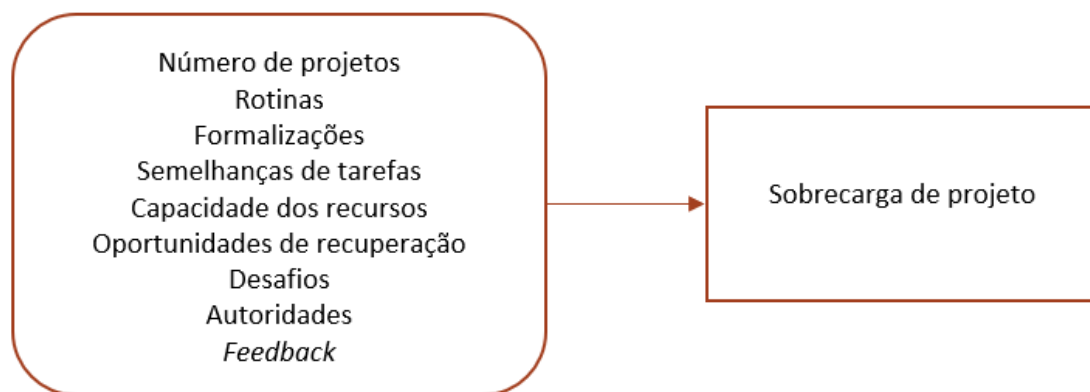 Número de projetos
Rotinas
Formalizações
Semelhanças de tarefas
Capacidade dos recursos
Oportunidades de recuperação
Desafios
Autoridades
Feedback
Sobrecarga de projeto